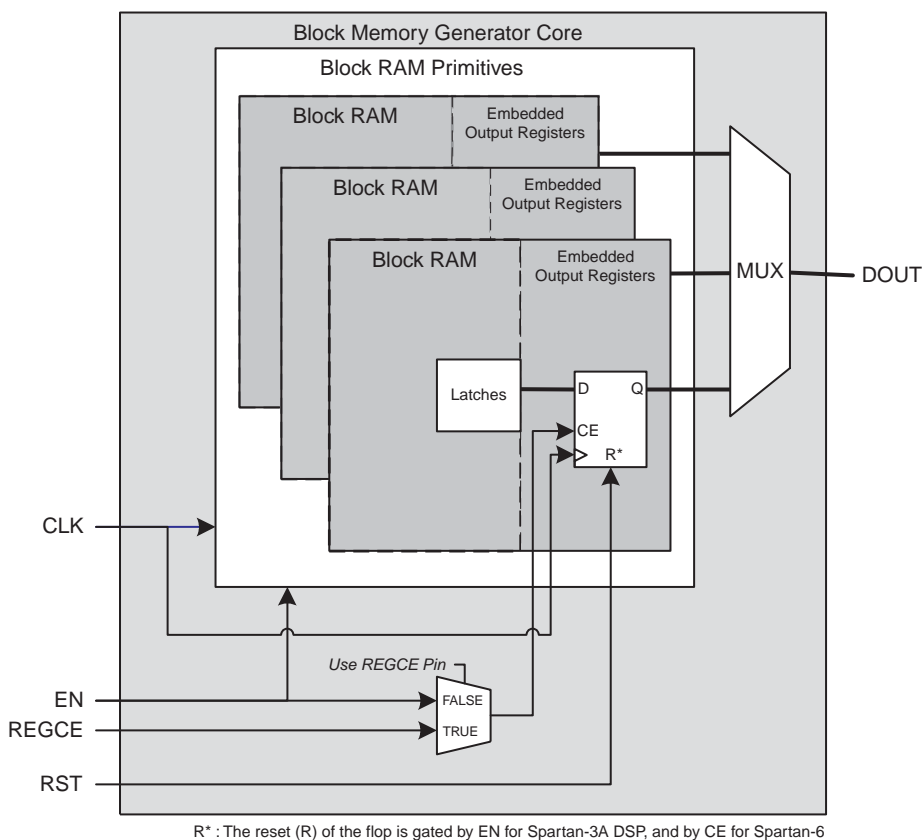 Block Memory Generator Core
Block RAM Primitives
Block RAM
Embedded
Output Registers
Block RAM
Embedded
Output Registers
Block RAM
Embedded
Output Registers
MUX
DOUT
Latches
D
Q
CE
R*
CLK
Use REGCE Pin
EN
FALSE
REGCE
TRUE
RST
R* : The reset (R) of the flop is gated by EN for Spartan-3A DSP, and by CE for Spartan-6